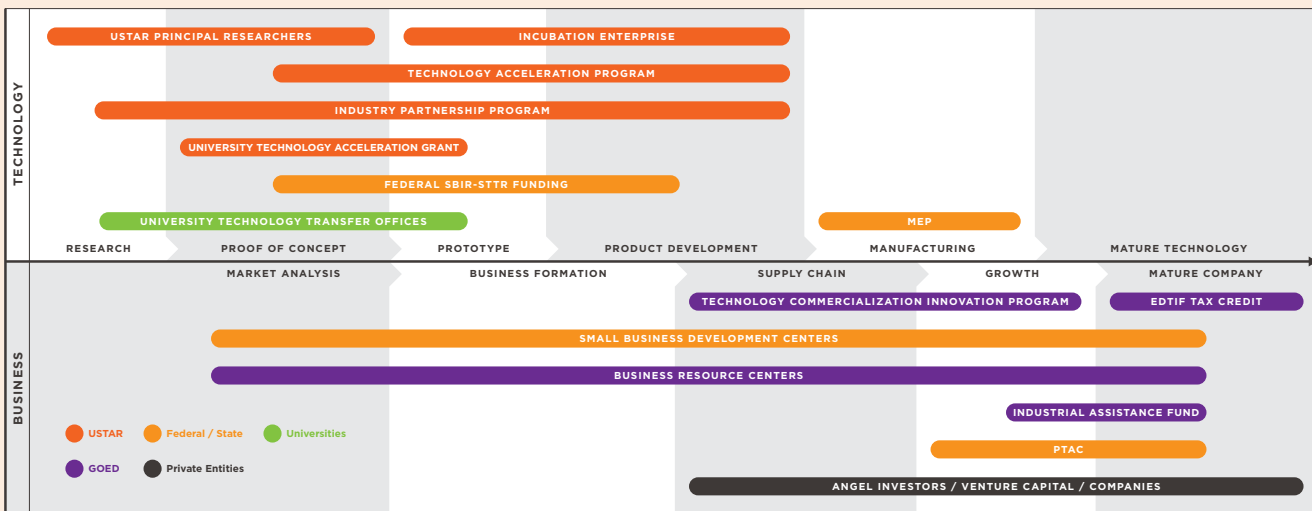 TECHNOLOGY
USTAR PRINCIPAL RESEARCHERS
INCUBATION ENTERPRISE
TECHNOLOGY ACCELERATION PROGRAM
INDUSTRY PARTNERSHIP PROGRAM
UNIVERSITY TECHNOLOGY ACCELERATION GRANT
FEDERAL SBIR-STTR FUNDING
UNIVERSITY TECHNOLOGY TRANSFER OFFICES
MEP
RESEARCH
PROOF OF CONCEPT
PROTOTYPE
PRODUCT DEVELOPMENT
MANUFACTURING
MATURE TECHNOLOGY
BUSINESS
MARKET ANALYSIS
BUSINESS FORMATION
SUPPLY CHAIN
GROWTH
MATURE COMPANY
TECHNOLOGY COMMERCIALIZATION INNOVATION PROGRAM
EDTIF TAX CREDIT
SMALL BUSINESS DEVELOPMENT CENTERS
BUSINESS RESOURCE CENTERS
INDUSTRIAL ASSISTANCE FUND
PTAC
ANGEL INVESTORS / VENTURE CAPITAL / COMPANIES
USTAR
Federal / State
Universities
GOED
Private Entities